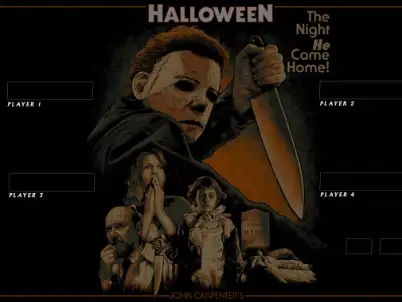 HALLOWEEN
The
Night
He
Came
Home!
PLAYER 1
PLAYER 2
PLAYER 3
PLAYER 4
JOHN CARPENTER'S